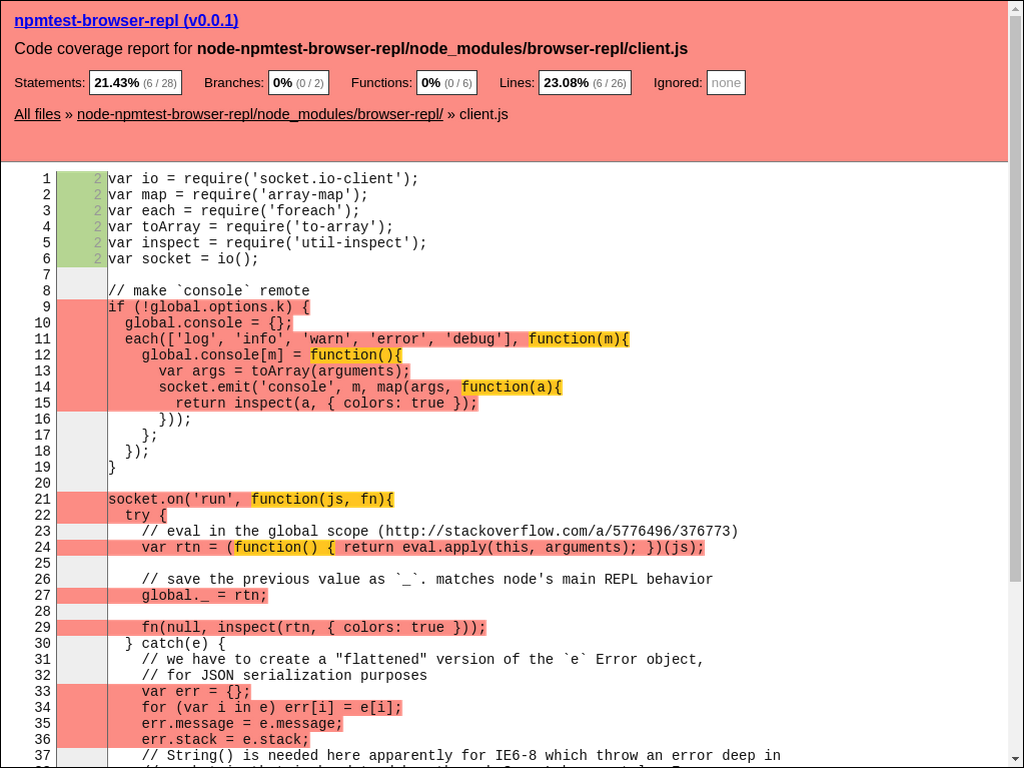 npmtest-browser-repl (v0.0.1)
Code coverage report for node-npmtest-browser-repl/node_modules/browser-repl/client.js
Statements: 21.43% (6 / 28) Branches: 0% (0 / 2) Functions: 0% (0 / 6) Lines: 23.08% (6 / 26) Ignored: none
All files » node-npmtest-browser-repl/node_modules/browser-repl/ » client.js
1 2 var io = require('socket.io-client');
2 2 var map = require('array-map');
3 2 var each = require('foreach');
4 2 var toArray = require('to-array');
5 2 var inspect = require('util-inspect');
6 2 var socket = io();
7
8 // make `console` remote
9 if (!global.options.k) {
10 global.console = {};
11 each(['log', 'info', 'warn', 'error', 'debug'], function(m){
12 global.console[m] = function(){
13 var args = toArray(arguments);
14 socket.emit('console', m, map(args, function(a){
15 return inspect(a, { colors: true });
16 }));
17 };
18 });
19 }
20
21 socket.on('run', function(js, fn){
22 try {
23 // eval in the global scope (http://stackoverflow.com/a/5776496/376773)
24 var rtn = (function() { return eval.apply(this, arguments); })(js);
25
26 // save the previous value as `_`. matches node's main REPL behavior
27 global._ = rtn;
28
29 fn(null, inspect(rtn, { colors: true }));
30 } catch(e) {
31 // we have to create a "flattened" version of the `e` Error object,
32 // for JSON serialization purposes
33 var err = {};
34 for (var i in e) err[i] = e[i];
35 err.message = e.message;
36 err.stack = e.stack;
37 // String() is needed here apparently for IE6-8 which throw an error deep in